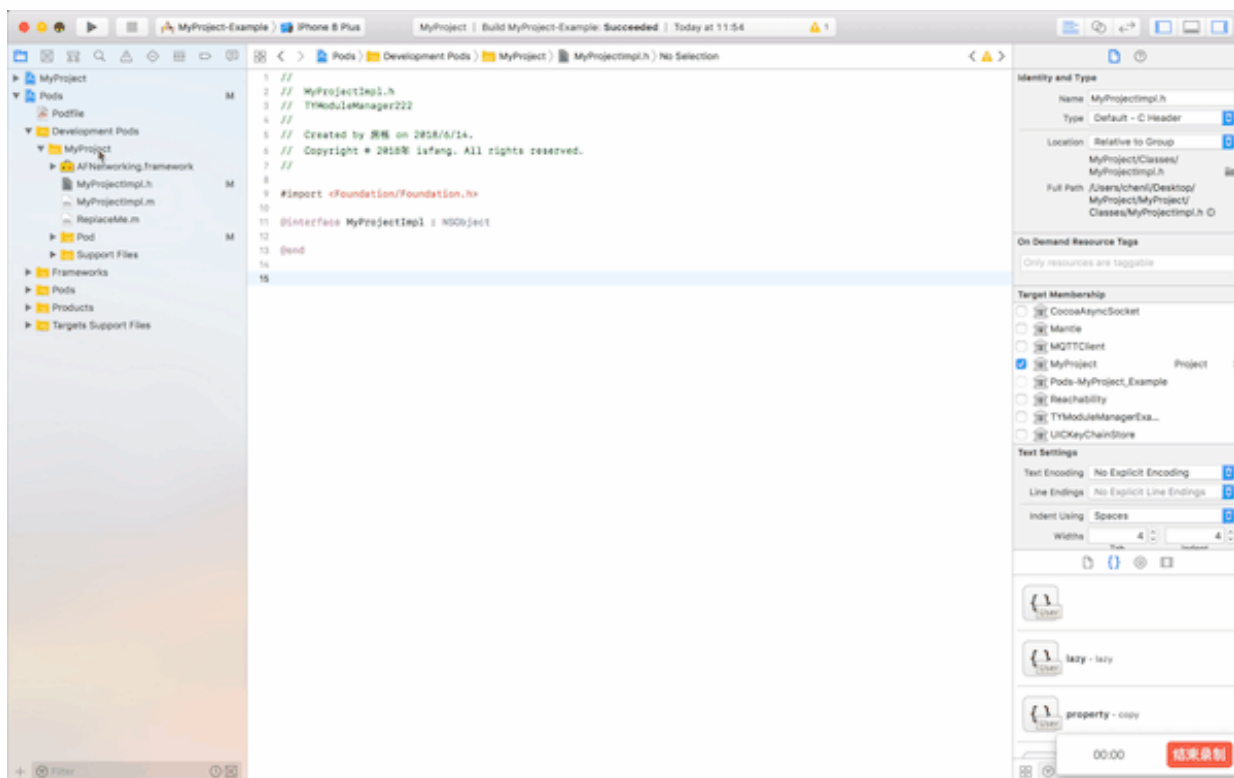 MyProject-Example 〉 iPhone 8 Plus
MyProject | Build MyProject-Example: Succeeded | Today at 11:54
1
Pods 〉 Development Pods 〉 MyProject 〉 MyProjectImpl.h 〉 No Selection
MyProject
Pods M
Podfile
Development Pods
MyProject
AFNetworking.framework
MyProjectImpl.h M
MyProjectImpl.m
ReplaceMe.m
Pod M
Support Files
Frameworks
Pods
Products
Targets Support Files
Filter
1 //
2 // MyProjectImpl.h
3 // TYModuleManager222
4 //
5 // Created by on 2018/6/14.
6 // Copyright © 2018年 isfang. All rights reserved.
7 //
8
9 #import <Foundation/Foundation.h>
10
11 @interface MyProjectImpl : NSObject
12
13 @end
14
15
Identity and Type
Name MyProjectImpl.h
Type Default - C Header
Location Relative to Group
MyProject/Classes/
MyProjectImpl.h
Full Path /Users/chenli/Desktop/
MyProject/MyProject/
Classes/MyProjectImpl.h
On Demand Resource Tags
Only resources are taggable
Target Membership
CocoaAsyncSocket
Mantle
MQTTClient
MyProject Project
Pods-MyProject_Example
Reachability
TYModuleManagerExa...
UICKeyChainStore
Text Settings
Text Encoding No Explicit Encoding
Line Endings No Explicit Line Endings
Indent Using Spaces
Widths 4 4
Tab Indent
{ } User
{ } User lazy - lazy
{ } User property - copy
00:00 结束录制